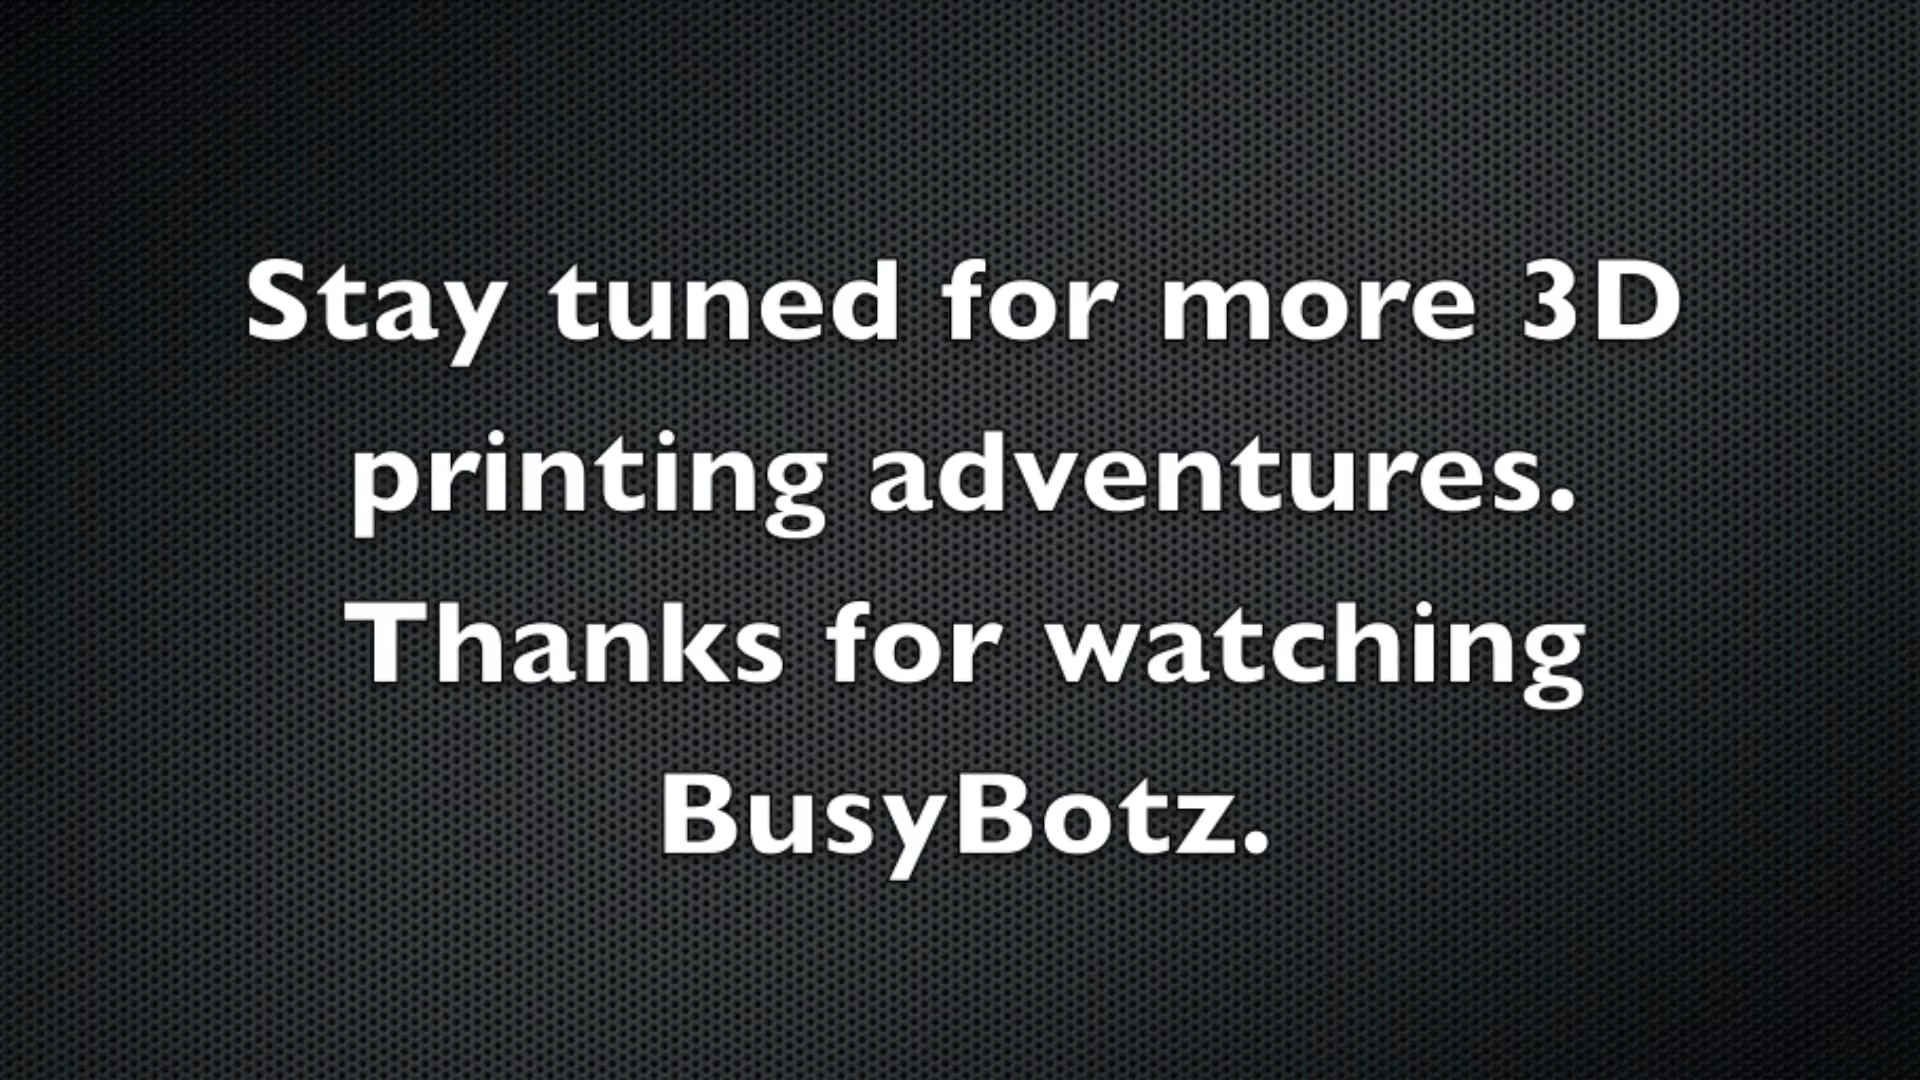 Stay tuned for more 3D
printing adventures.
Thanks for watching
BusyBotz.